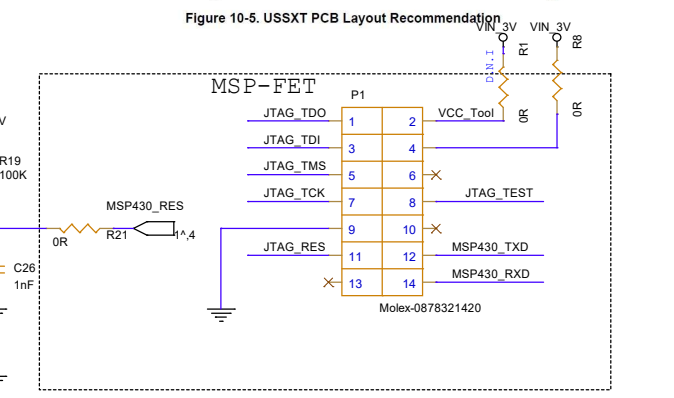 Figure 10-5. USSXT PCB Layout Recommendation
VIN_3V VIN_3V
D.N.I R1 R8
MSP-FET
P1
0R 0R
JTAG_TDO 1 2 VCC_Tool
JTAG_TDI 3 4
JTAG_TMS 5 6
JTAG_TCK 7 8 JTAG_TEST
9 10
JTAG_RES 11 12 MSP430_TXD
13 14 MSP430_RXD
Molex-0878321420
V
R19
100K
MSP430_RES
0R R21 1^,4
C26
1nF